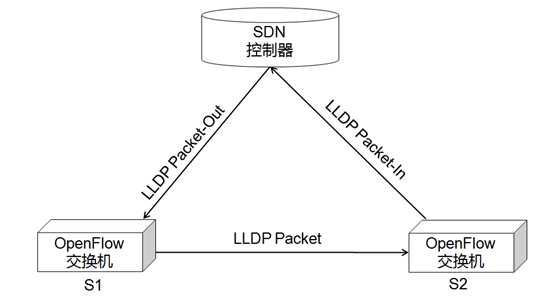 SDN
控制器
LLDP Packet-Out
LLDP Packet-In
OpenFlow
交换机
S1
LLDP Packet
OpenFlow
交换机
S2